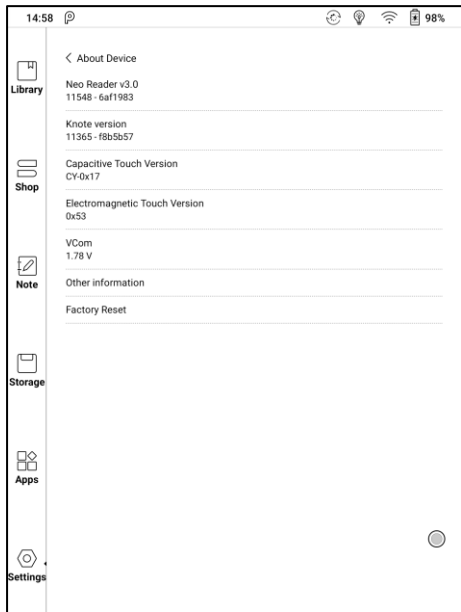 14:58
98%
About Device
Neo Reader v3.0
11548 - 6af1983
Knote version
11365 - f8b5b57
Capacitive Touch Version
CY-0x17
Electromagnetic Touch Version
0x53
VCom
1.78 V
Other information
Factory Reset
Library
Shop
Note
Storage
Apps
Settings